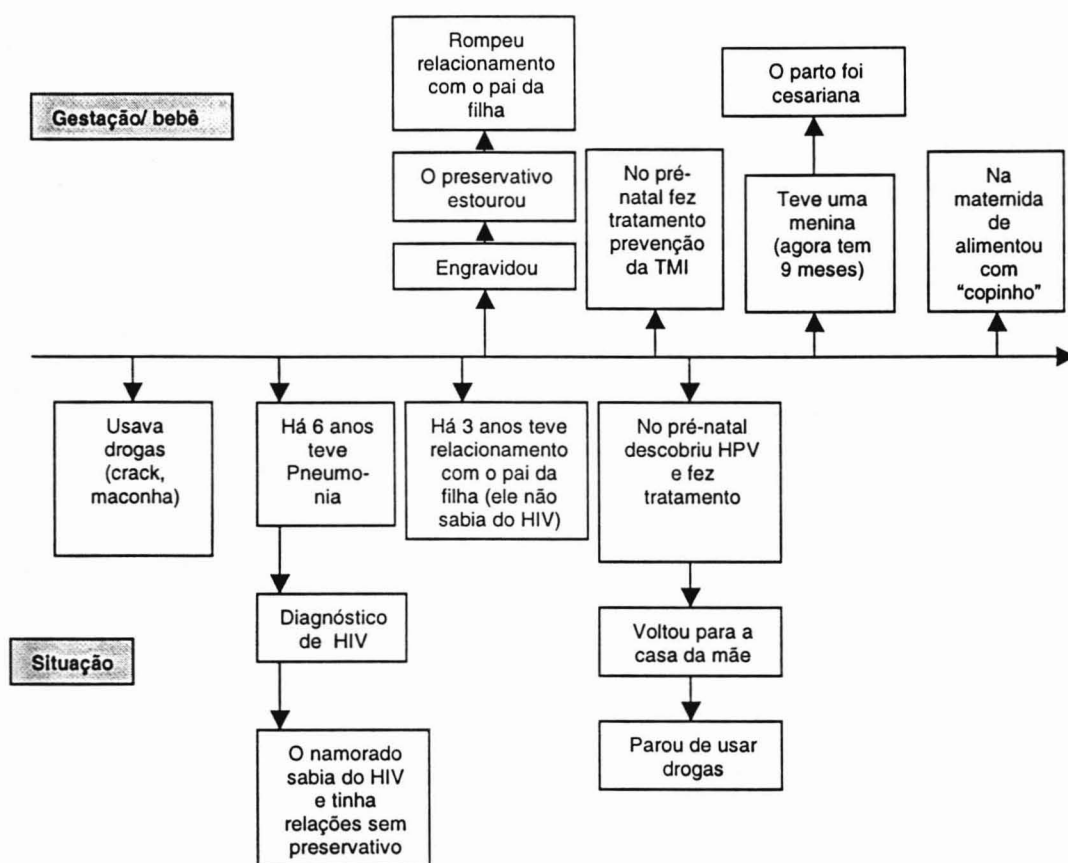 Gestação/ bebê
Rompeu
relacionamento
com o pai da
filha
O preservativo
estourou
Engravidou
No pré-
natal fez
tratamento
prevenção
da TMI
O parto foi
cesariana
Teve uma
menina
(agora tem
9 meses)
Na
maternida
de
alimentou
com
“copinho”
Usava
drogas
(crack,
maconha)
Há 6 anos
teve
Pneumo-
nia
Diagnóstico
de HIV
O namorado
sabia do HIV
e tinha
relações sem
preservativo
Há 3 anos teve
relacionamento
com o pai da
filha (ele não
sabia do HIV)
No pré-natal
descobriu HPV
e fez
tratamento
Voltou para a
casa da mãe
Parou de usar
drogas
Situação